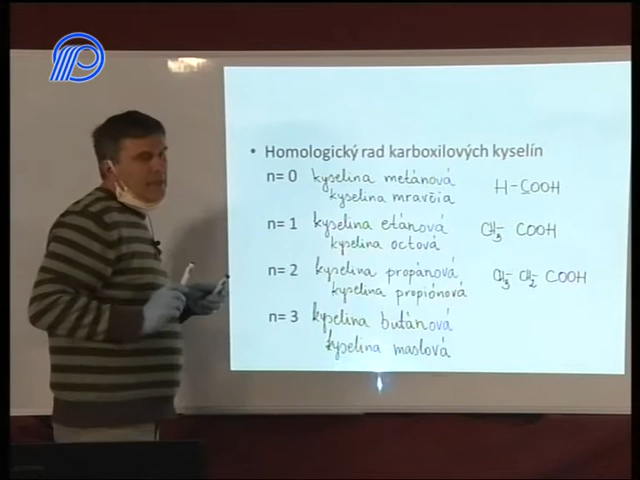 • Homologický rad karboxilových kyselín
n= 0 kyselina metánová H-COOH
kyselina mravčia
n= 1 kyselina etánová CH₃- COOH
kyselina octová
n= 2 kyselina propánová CH₃- CH₂- COOH
kyselina propiónová
n= 3 kyselina butánová
kyselina maslová